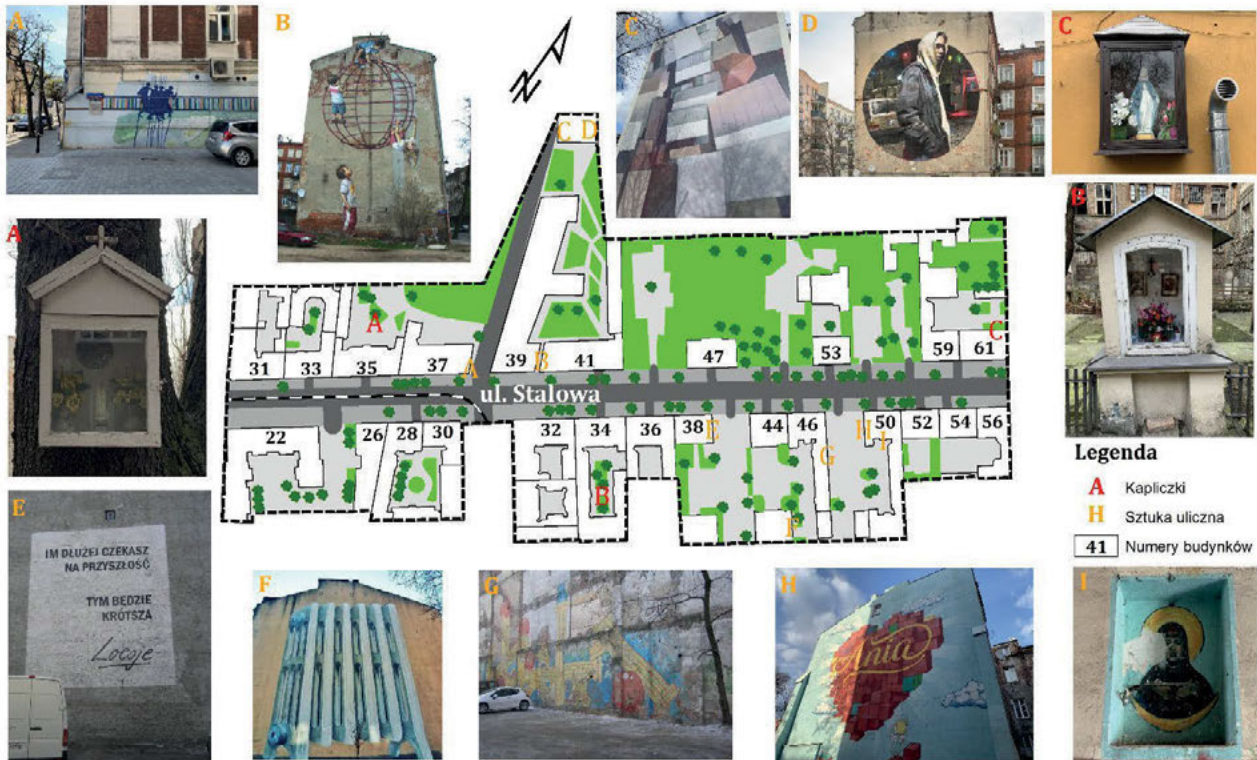 A
B
C
D
C
N
C D
A
B
A
C
31
33
35
37
39
41
47
53
59
61
A
B
ul. Stalowa
22
26
28
30
32
34
36
38
E
44
46
H
50
52
54
56
G
I
B
F
Legenda
A Kapliczki
H Sztuka uliczna
41 Numery budynków
E
IM DŁUŻEJ CZEKASZ
NA PRZYSZŁOŚĆ
TYM BĘDZIE
KRÓTSZA
Lotoje
F
G
H
Ania
I